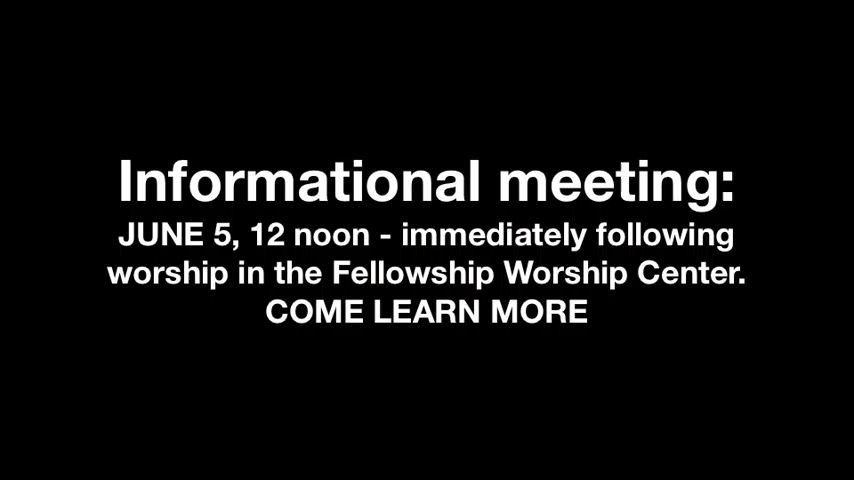 Informational meeting:
JUNE 5, 12 noon - immediately following
worship in the Fellowship Worship Center.
COME LEARN MORE